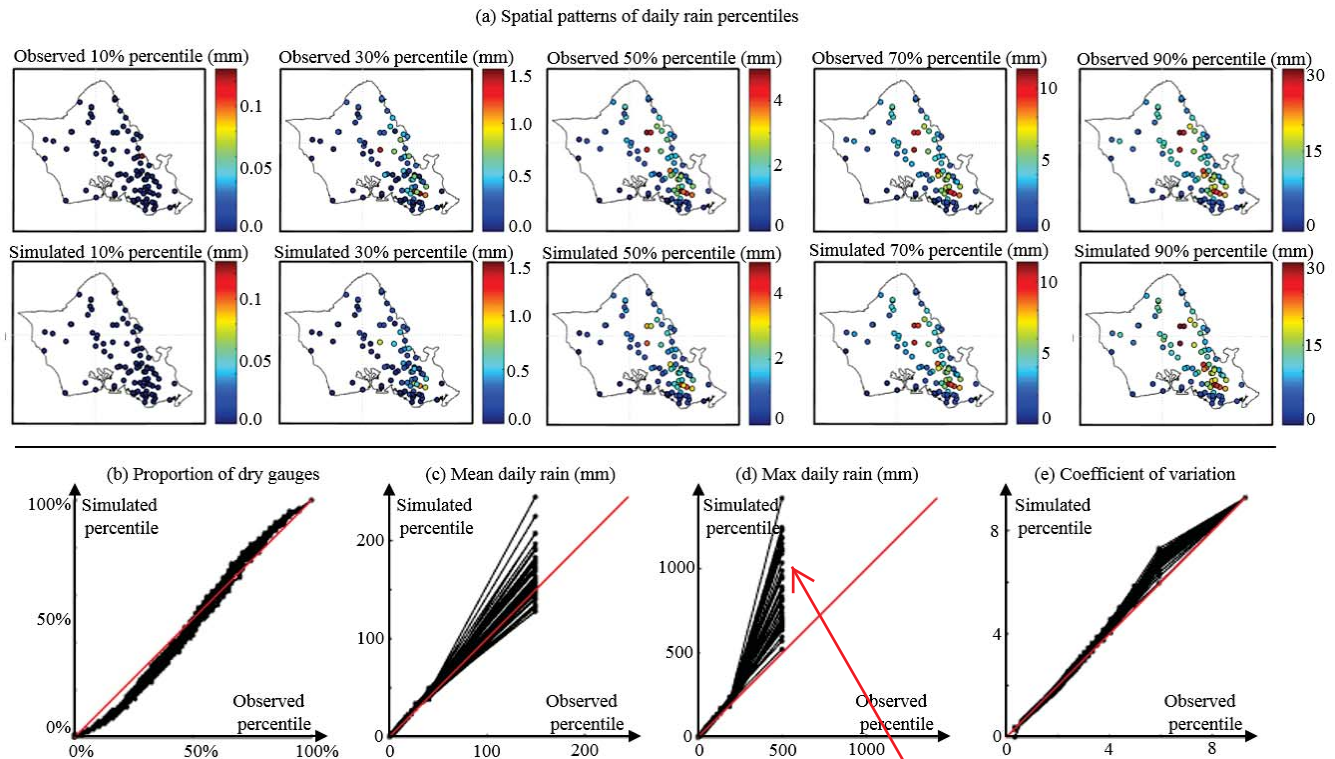 (a) Spatial patterns of daily rain percentiles
Observed 10% percentile (mm)
0.1
0.05
0.0
Observed 30% percentile (mm)
1.5
1.0
0.5
0.0
Observed 50% percentile (mm)
4
2
0
Observed 70% percentile (mm)
10
5
0
Observed 90% percentile (mm)
30
15
0
Simulated 10% percentile (mm)
0.1
0.05
0.0
Simulated 30% percentile (mm)
1.5
1.0
0.5
0.0
Simulated 50% percentile (mm)
4
2
0
Simulated 70% percentile (mm)
10
5
0
Simulated 90% percentile (mm)
30
15
0
(b) Proportion of dry gauges
100%
Simulated
percentile
50%
Observed
percentile
0%
0% 50% 100%
(c) Mean daily rain (mm)
Simulated
percentile
200
100
Observed
percentile
0
0 100 200
(d) Max daily rain (mm)
Simulated
percentile
1000
500
Observed
percentile
0
0 500 1000
(e) Coefficient of variation
8
Simulated
percentile
4
Observed
percentile
0
0 4 8